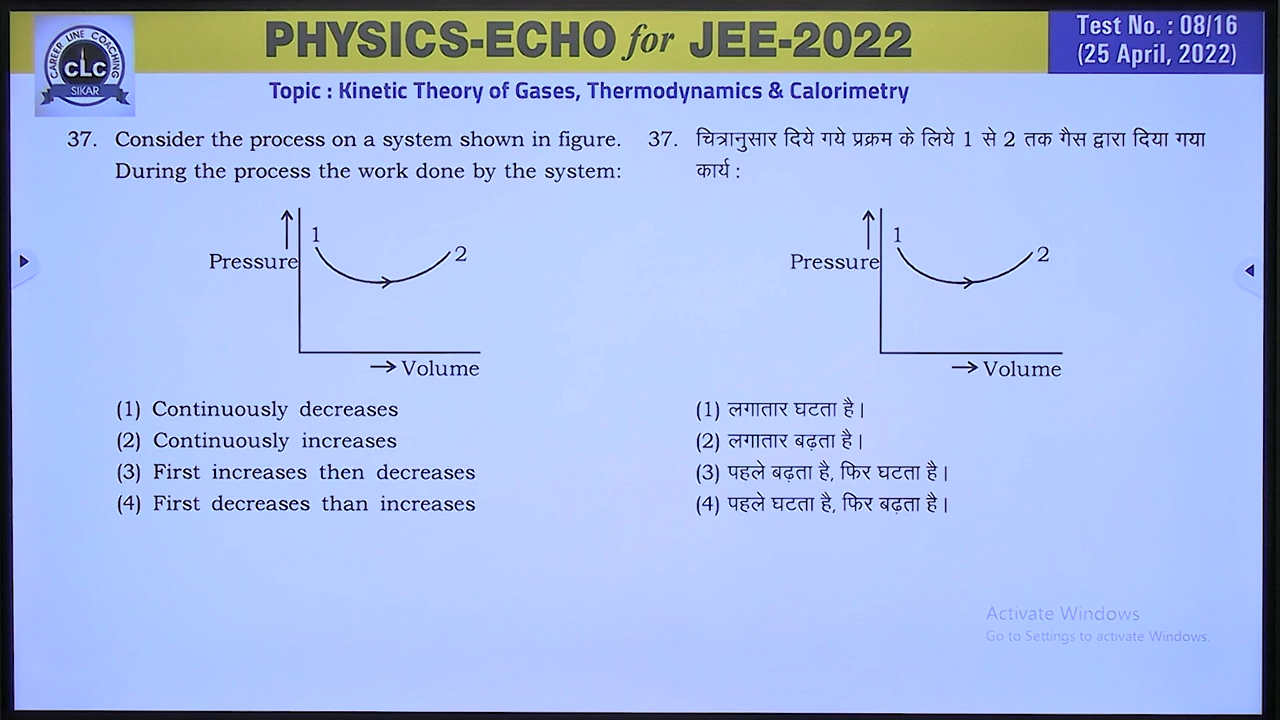 PHYSICS-ECHO for JEE-2022
Test No. : 08/16
(25 April, 2022)
CAREER LINE COACHING
CLC
SIKAR
Topic : Kinetic Theory of Gases, Thermodynamics & Calorimetry
37. Consider the process on a system shown in figure.
During the process the work done by the system:
1
2
Pressure
Volume
(1) Continuously decreases
(2) Continuously increases
(3) First increases then decreases
(4) First decreases than increases
37. चित्रानुसार दिये गये प्रक्रम के लिये 1 से 2 तक गैस द्वारा दिया गया
कार्य :
1
2
Pressure
Volume
(1) लगातार घटता है।
(2) लगातार बढ़ता है।
(3) पहले बढ़ता है, फिर घटता है।
(4) पहले घटता है, फिर बढ़ता है।
Activate Windows
Go to Settings to activate Windows.